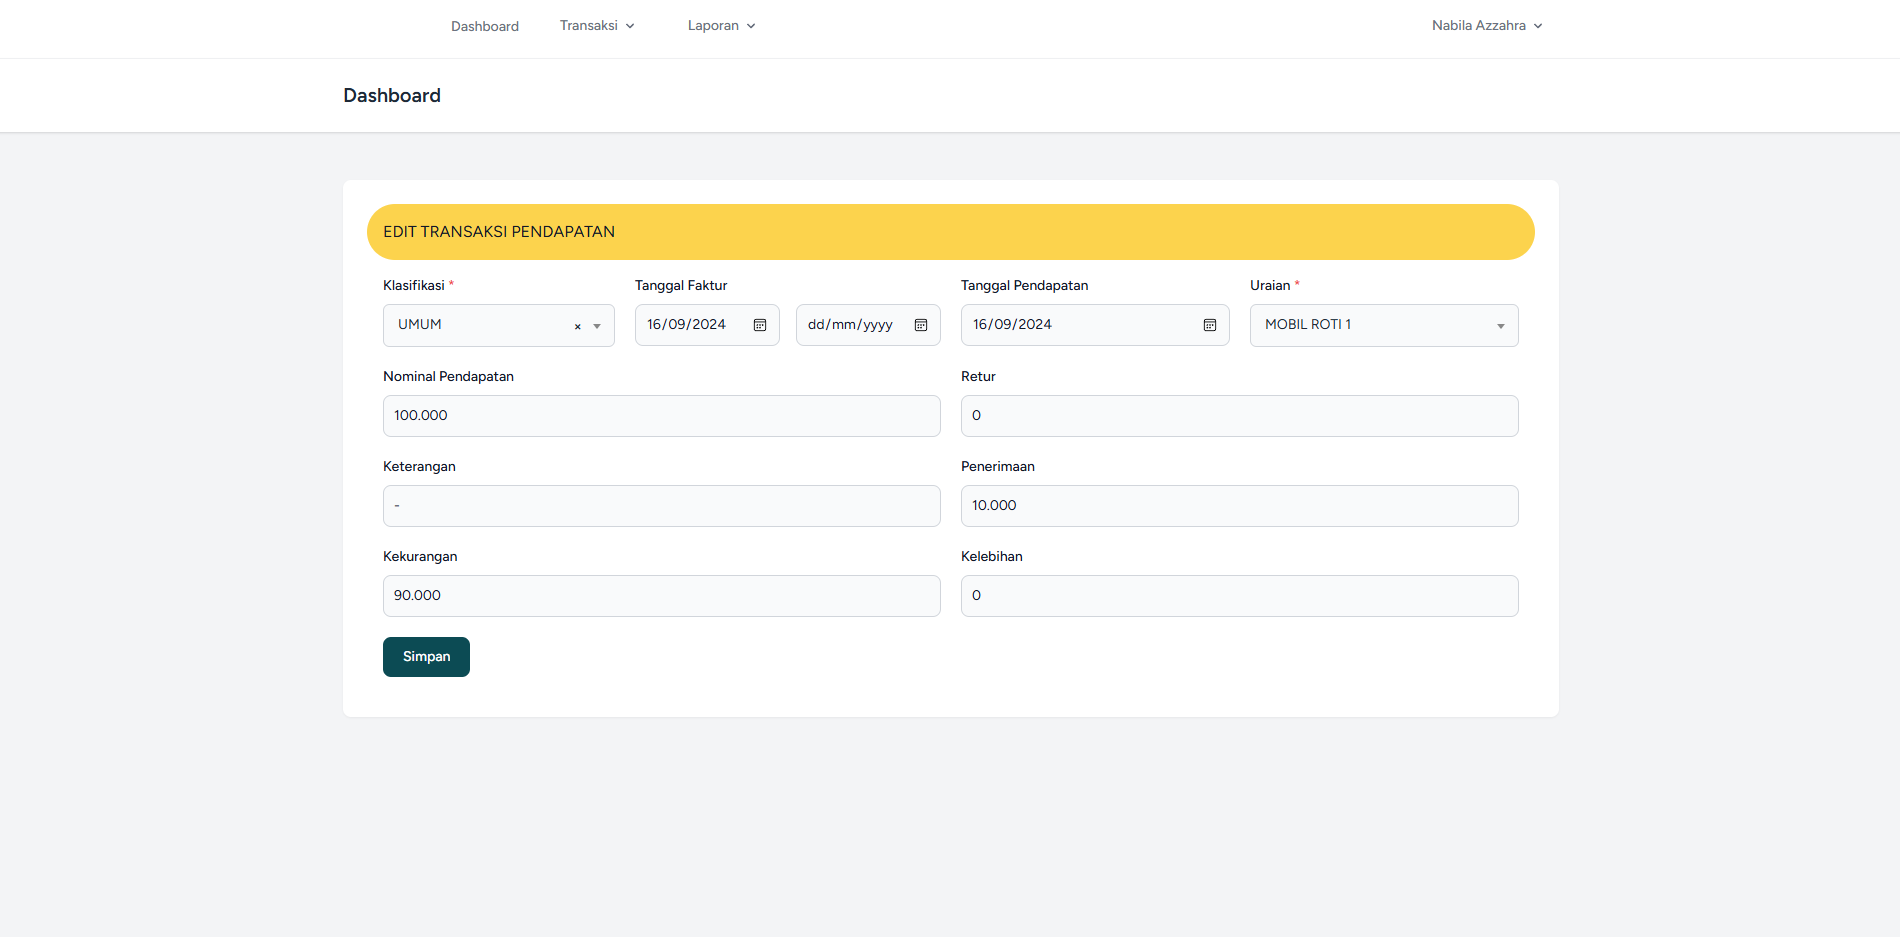 Dashboard Transaksi Laporan Nabila Azzahra
Dashboard
EDIT TRANSAKSI PENDAPATAN
Klasifikasi * Tanggal Faktur Tanggal Pendapatan Uraian *
UMUM × 16/09/2024 dd/mm/yyyy 16/09/2024 MOBIL ROTI 1
Nominal Pendapatan Retur
100.000 0
Keterangan Penerimaan
- 10.000
Kekurangan Kelebihan
90.000 0
Simpan